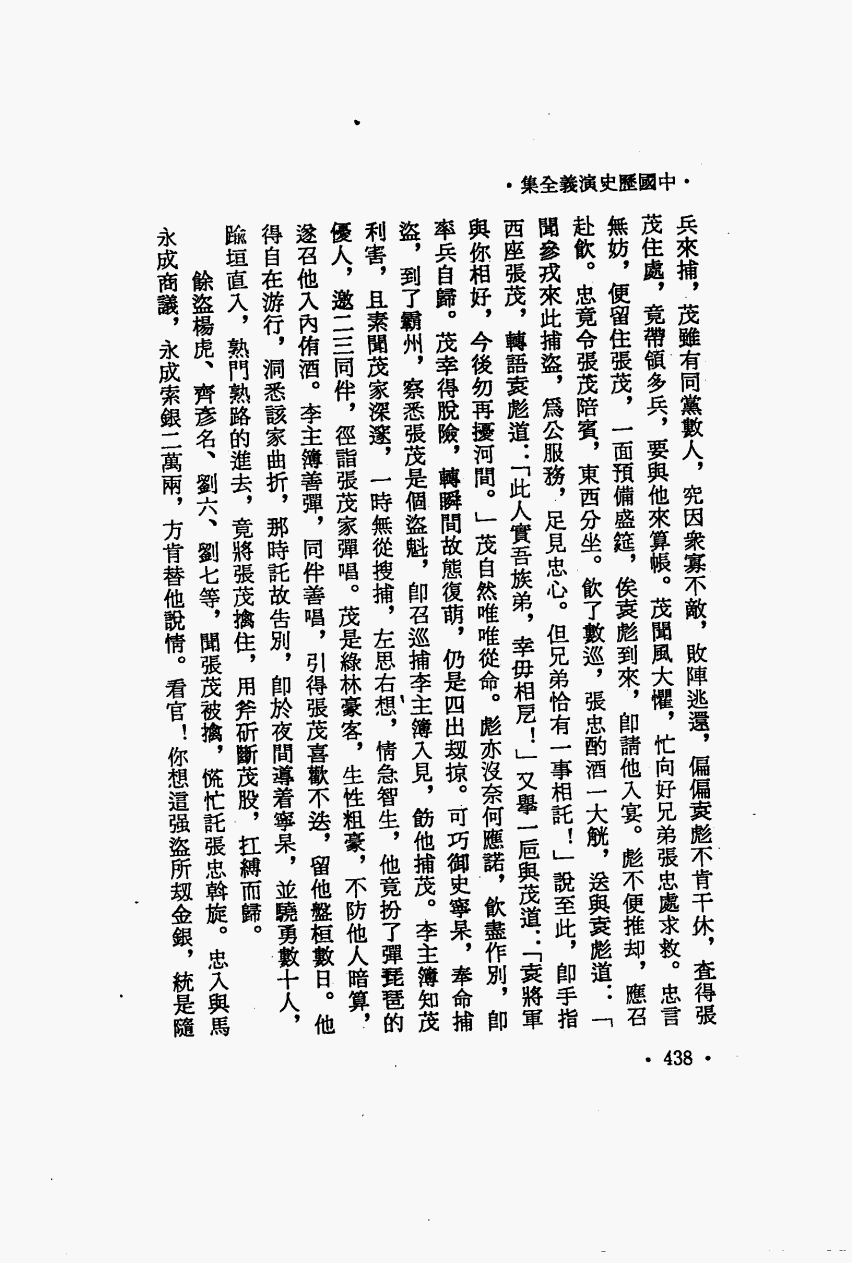 ·中國歷史演義全集·
兵來捕，茂雖有同黨數人，究因衆寡不敵，敗陣逃還，偏偏袁彪不肯干休，查得張
茂住處，竟帶領多兵，要與他來算帳。茂聞風大懼，忙向好兄弟張忠處求救。忠言
無妨，便留住張茂，一面預備盛筵，俟袁彪到來，卽請他入宴。彪不便推却，應召
赴飲。忠竟令張茂陪賓，東西分坐。飲了數巡，張忠酌酒一大觥，送與袁彪道：「
聞參戎來此捕盜，爲公服務，足見忠心。但兄弟恰有一事相託！」說至此，卽手指
西座張茂，轉語袁彪道：「此人實吾族弟，幸毋相戹！」又舉一巵與茂道：「袁將軍
與你相好，今後勿再擾河間。」茂自然唯唯從命。彪亦沒奈何應諾，飲盡作別，卽
率兵自歸。茂幸得脫險，轉瞬間故態復萌，仍是四出刼掠。可巧御史寧杲，奉命捕
盜，到了霸州，察悉張茂是個盜魁，卽召巡捕李主簿入見，飭他捕茂。李主簿知茂
利害，且素聞茂家深邃，一時無從搜捕，左思右想，情急智生，他竟扮了彈琵琶的
優人，邀二三同伴，徑詣張茂家彈唱。茂是綠林豪客，生性粗豪，不防他人暗算，
遂召他入內侑酒。李主簿善彈，同伴善唱，引得張茂喜歡不迭，留他盤桓數日。他
得自在游行，洞悉該家曲折，那時託故告別，卽於夜間導着寧杲，並驍勇數十人，
踰垣直入，熟門熟路的進去，竟將張茂擒住，用斧斫斷茂股，扛縛而歸。
餘盜楊虎、齊彥名、劉六、劉七等，聞張茂被擒，慌忙託張忠斡旋。忠入與馬
永成商議，永成索銀二萬兩，方肯替他說情。看官！你想這强盜所刼金銀，統是隨
·438·